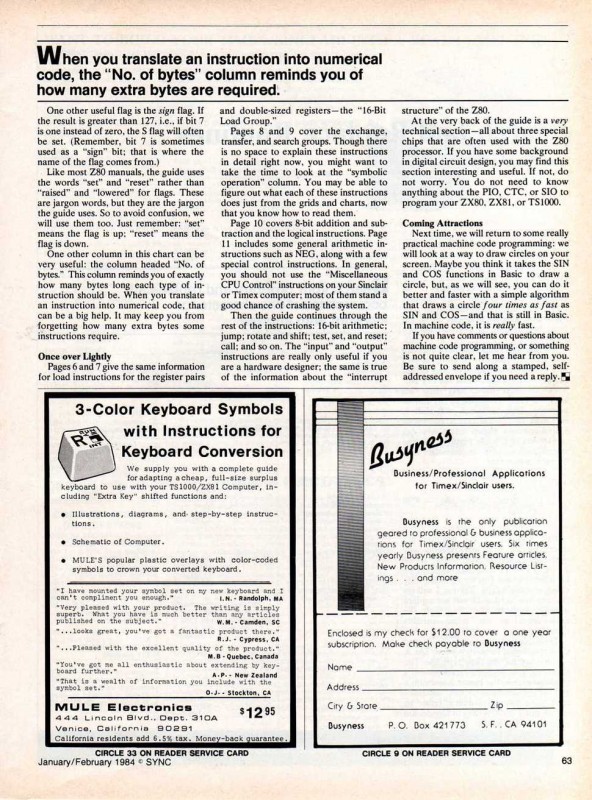 When you translate an instruction into numerical
code, the "No. of bytes" column reminds you of
how many extra bytes are required.
One other useful flag is the sign flag. If
the result is greater than 127, i.e., if bit 7
is one instead of zero, the S flag will often
be set. (Remember, bit 7 is sometimes
used as a "sign" bit; that is where the
name of the flag comes from.)
Like most Z80 manuals, the guide uses
the words "set" and "reset" rather than
"raised" and "lowered" for flags. These
are jargon words, but they are the jargon
the guide uses. So to avoid confusion, we
will use them too. Just remember: "set"
means the flag is up; "reset" means the
flag is down.
One other column in this chart can be
very useful: the column headed "No. of
bytes." This column reminds you of exactly
how many bytes long each type of in-
struction should be. When you translate
an instruction into numerical code, that
can be a big help. It may keep you from
forgetting how many extra bytes some
instructions require.
Once over Lightly
Pages 6 and 7 give the same information
for load instructions for the register pairs
and double-sized registers—the "16-Bit
Load Group."
Pages 8 and 9 cover the exchange,
transfer, and search groups. Though there
is no space to explain these instructions
in detail right now, you might want to
take the time to look at the "symbolic
operation" column. You may be able to
figure out what each of these instructions
does just from the grids and charts, now
that you know how to read them.
Page 10 covers 8-bit addition and sub-
traction and the logical instructions. Page
11 includes some general arithmetic in-
structions such as NEG, along with a few
special control instructions. In general,
you should not use the "Miscellaneous
CPU Control" instructions on your Sinclair
or Timex computer; most of them stand a
good chance of crashing the system.
Then the guide continues through the
rest of the instructions: 16-bit arithmetic;
jump; rotate and shift; test, set, and reset;
call; and so on. The "input" and "output"
instructions are really only useful if you
are a hardware designer; the same is true
of the information about the "interrupt
structure" of the Z80.
At the very back of the guide is a very
technical section—all about three special
chips that are often used with the Z80
processor. If you have some background
in digital circuit design, you may find this
section interesting and useful. If not, do
not worry. You do not need to know
anything about the PIO, CTC, or SIO to
program your ZX80, ZX81, or TS1000.
Coming Attractions
Next time, we will return to some really
practical machine code programming: we
will look at a way to draw circles on your
screen. Maybe you think it takes the SIN
and COS functions in Basic to draw a
circle, but, as we will see, you can do it
better and faster with a simple algorithm
that draws a circle four times as fast as
SIN and COS—and that is still in Basic.
In machine code, it is really fast.
If you have comments or questions about
machine code programming, or something
is not quite clear, let me hear from you.
Be sure to send along a stamped, self-
addressed envelope if you need a reply.
3-Color Keyboard Symbols
with Instructions for
Keyboard Conversion
RUN
R
INT
We supply you with a complete guide
for adapting a cheap, full-size surplus
keyboard to use with your TS1000/ZX81 Computer, in-
cluding "Extra Key" shifted functions and:
• Illustrations, diagrams, and step-by-step instruc-
tions.
• Schematic of Computer.
• MULE'S popular plastic overlays with color-coded
symbols to crown your converted keyboard.
"I have mounted your symbol set on my new keyboard and I
can't compliment you enough." I.N. - Randolph, MA
"Very pleased with your product. The writing is simply
superb. What you have is much better than any articles
published on the subject." W.M. - Camden, SC
"...looks great, you've got a fantastic product there."
R.J. - Cypress, CA
"...Pleased with the excellent quality of the product."
M.B - Quebec, Canada
"You've got me all enthusiastic about extending by key-
board further." A.P. - New Zealand
"That is a wealth of information you include with the
symbol set." O.J. - Stockton, CA
MULE Electronics
444 Lincoln Blvd., Dept. 310A
Venice, California 90291
$12 95
California residents add 6.5% tax. Money-back guarantee.
CIRCLE 33 ON READER SERVICE CARD
Busyness
Business/Professional Applications
for Timex/Sinclair users.
Busyness is the only publication
geared to professional & business applica-
tions for Timex/Sinclair users. Six times
yearly Busyness presents Feature articles,
New Products Information, Resource List-
ings . . . and more
Enclosed is my check for $12.00 to cover a one year
subscription. Make check payable to Busyness
Name
Address
City & State Zip
Busyness P. O. Box 421773 S.F., CA 94101
CIRCLE 9 ON READER SERVICE CARD
January/February 1984 © SYNC
63